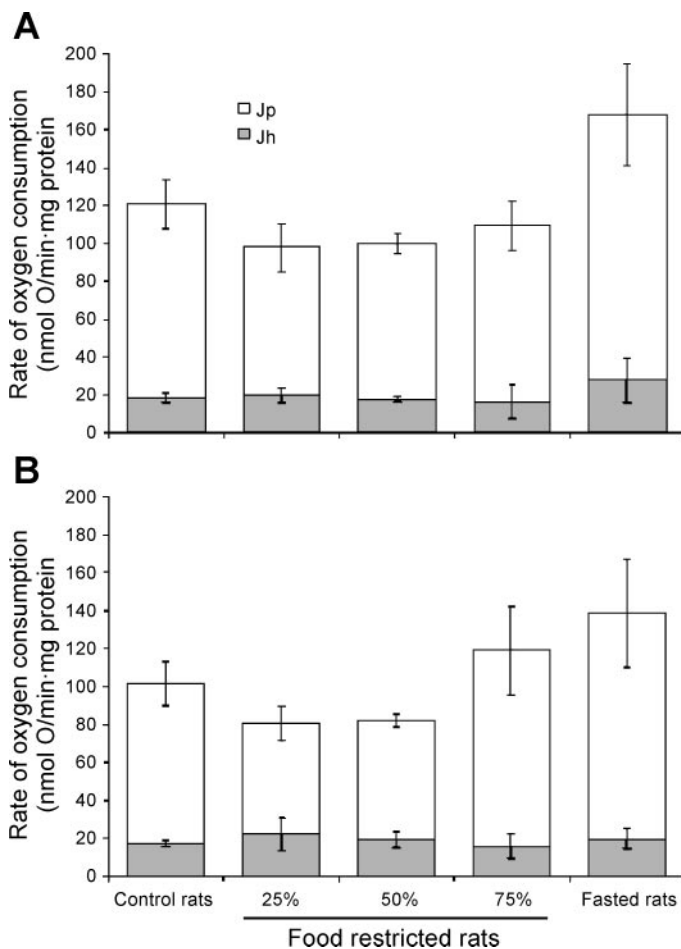 A
Rate of oxygen consumption
(nmol O/min·mg protein)
200
180
160
140
120
100
80
60
40
20
0
Jp
Jh
B
Rate of oxygen consumption
(nmol O/min·mg protein)
200
180
160
140
120
100
80
60
40
20
0
Control rats 25% 50% 75% Fasted rats
Food restricted rats